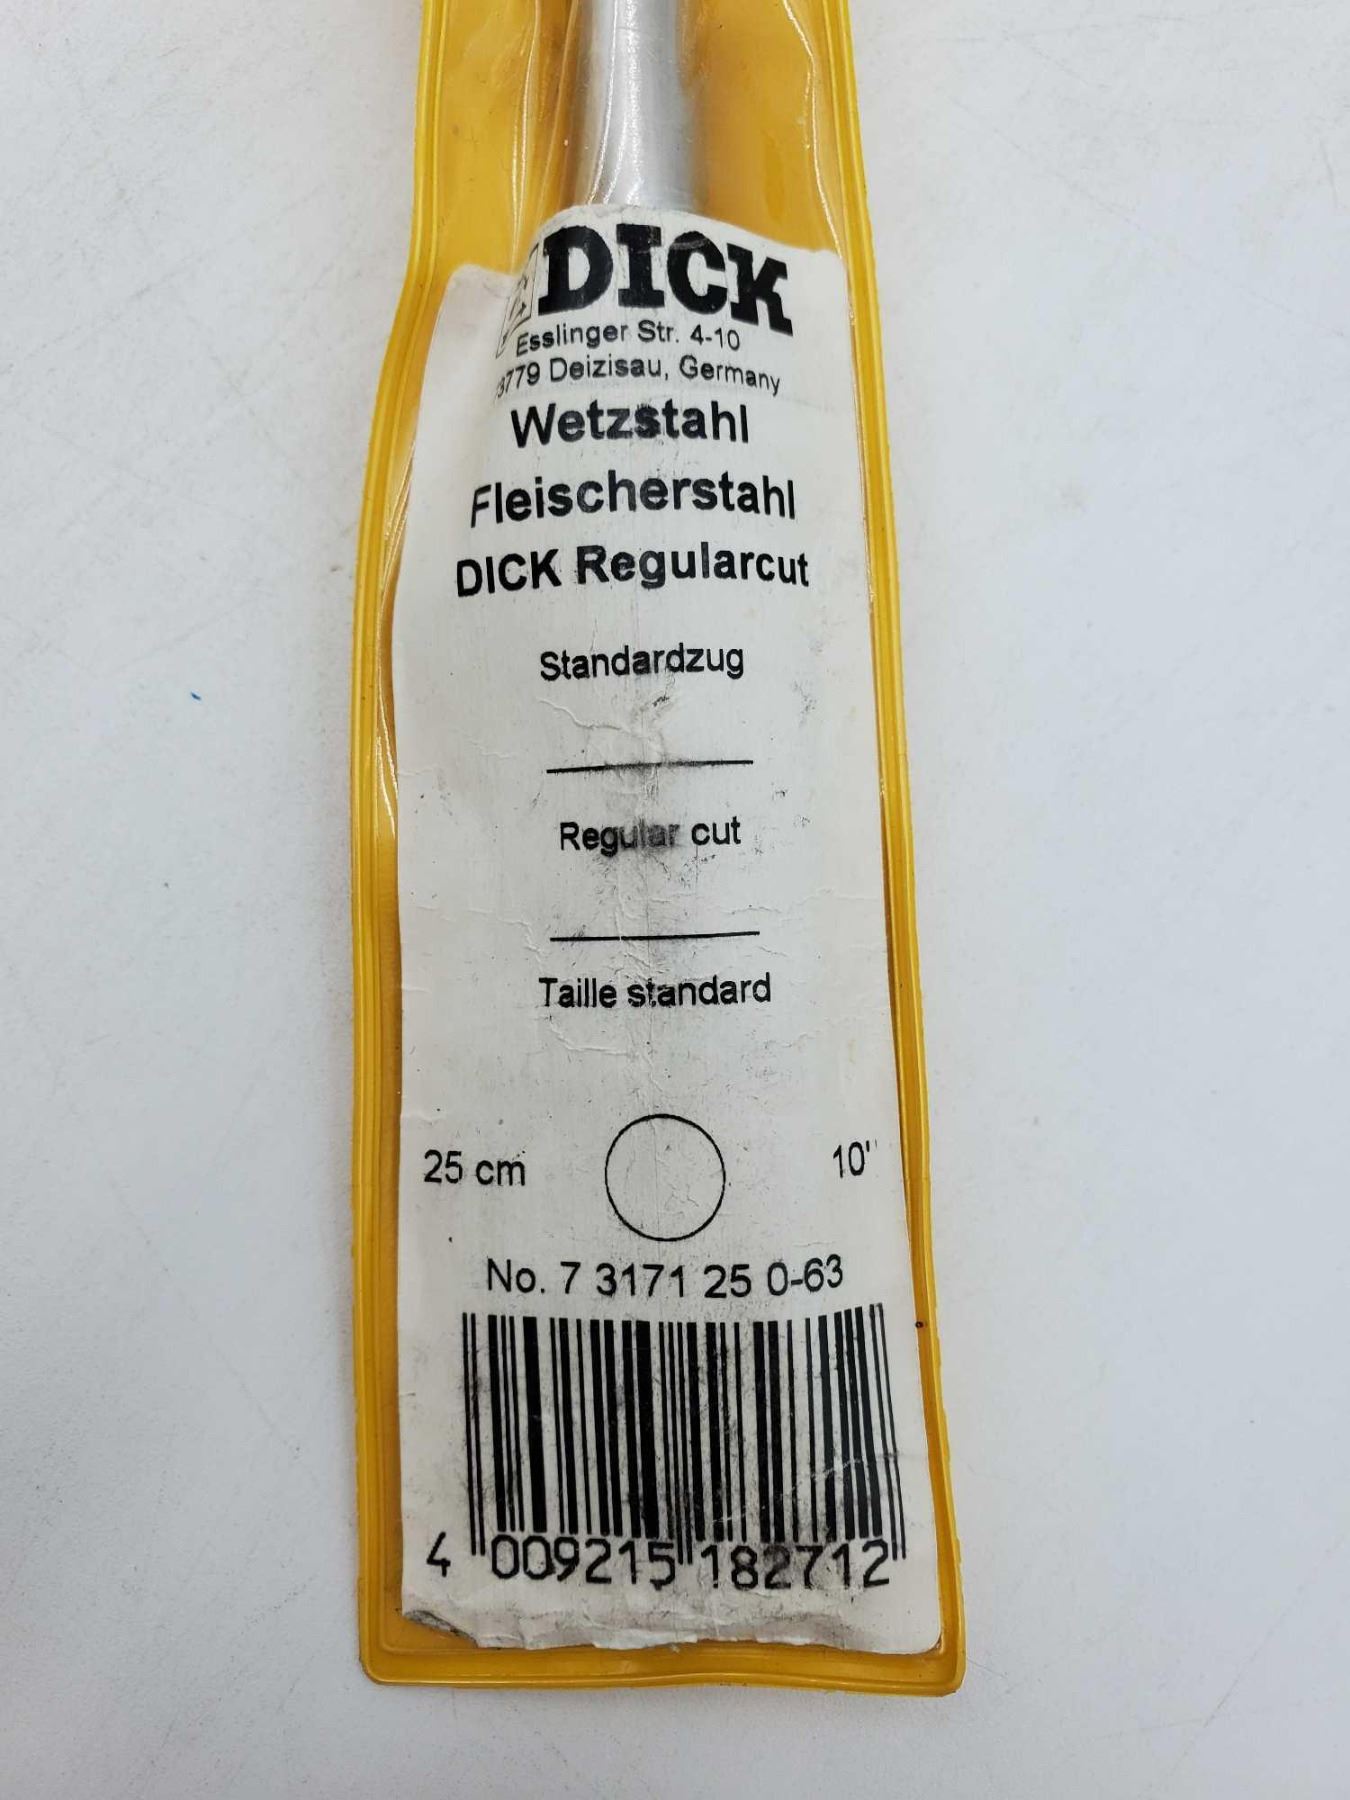 DICK
Esslinger Str. 4-10
3779 Deizisau, Germany
Wetzstahl
Fleischerstahl
DICK Regularcut
Standardzug
Regular cut
Taille standard
25 cm 10"
No. 7 3171 25 0-63
4 009215 182712